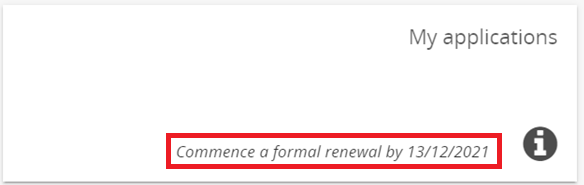 My applications
Commence a formal renewal by 13/12/2021